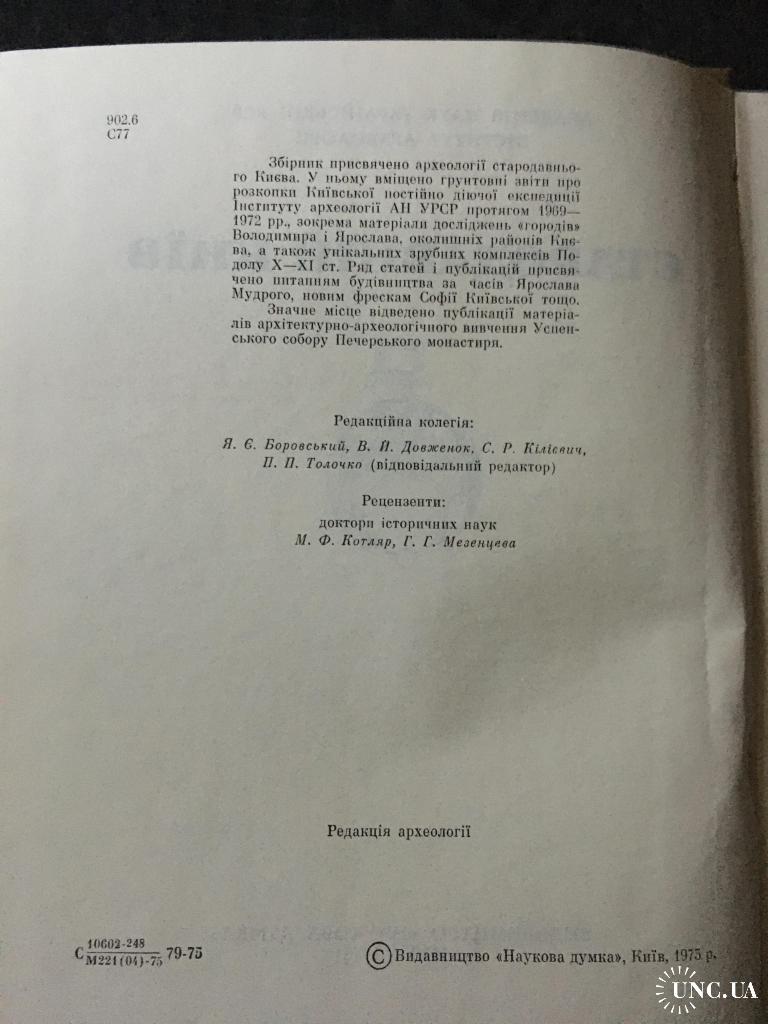 902.6
С77
Збірник присвячено археології стародавньо-
го Києва. У ньому вміщено грунтовні звіти про
розкопки Київської постійно діючої експедиції
Інституту археології АН УРСР протягом 1969—
1972 рр., зокрема матеріали досліджень «городів»
Володимира і Ярослава, околишніх районів Киє-
ва, а також унікальних зрубних комплексів По-
долу X—XI ст. Ряд статей і публікацій присвя-
чено питанням будівництва за часів Ярослава
Мудрого, новим фрескам Софії Київської тощо.
Значне місце відведено публікації матеріа-
лів архітектурно-археологічного вивчення Успен-
ського собору Печерського монастиря.
Редакційна колегія:
Я. Є. Боровський, В. Й. Довженок, С. Р. Кілієвич,
П. П. Толочко (відповідальний редактор)
Рецензенти:
доктори історичних наук
М. Ф. Котляр, Г. Г. Мезенцева
Редакція археології
С 10602-248 / М221(04)-75 79-75
© Видавництво «Наукова думка», Київ, 1975 р.
UNC.UA